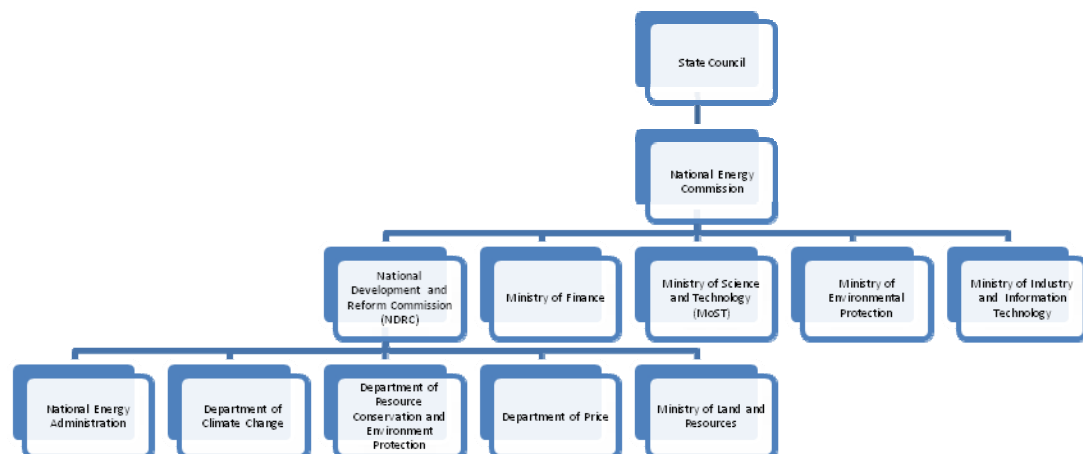 State Council
National Energy
Commission
National
Development and
Reform Commission
(NDRC)
Ministry of Finance
Ministry of Science
and Technology
(MoST)
Ministry of
Environmental
Protection
Ministry of Industry
and Information
Technology
National Energy
Administration
Department of
Climate Change
Department of
Resource
Conservation and
Environment
Protection
Department of Price
Ministry of Land and
Resources